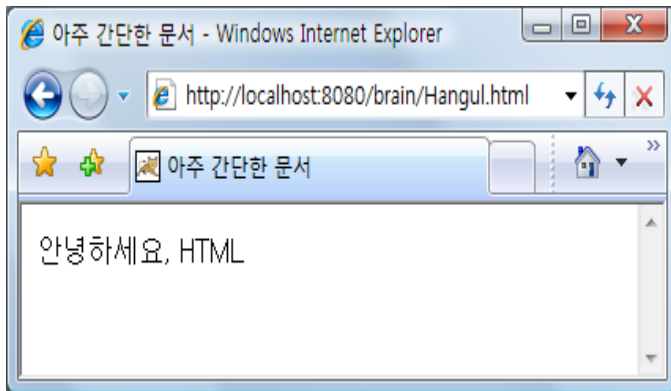 아주 간단한 문서 - Windows Internet Explorer
http://localhost:8080/brain/Hangul.html
아주 간단한 문서
안녕하세요, HTML